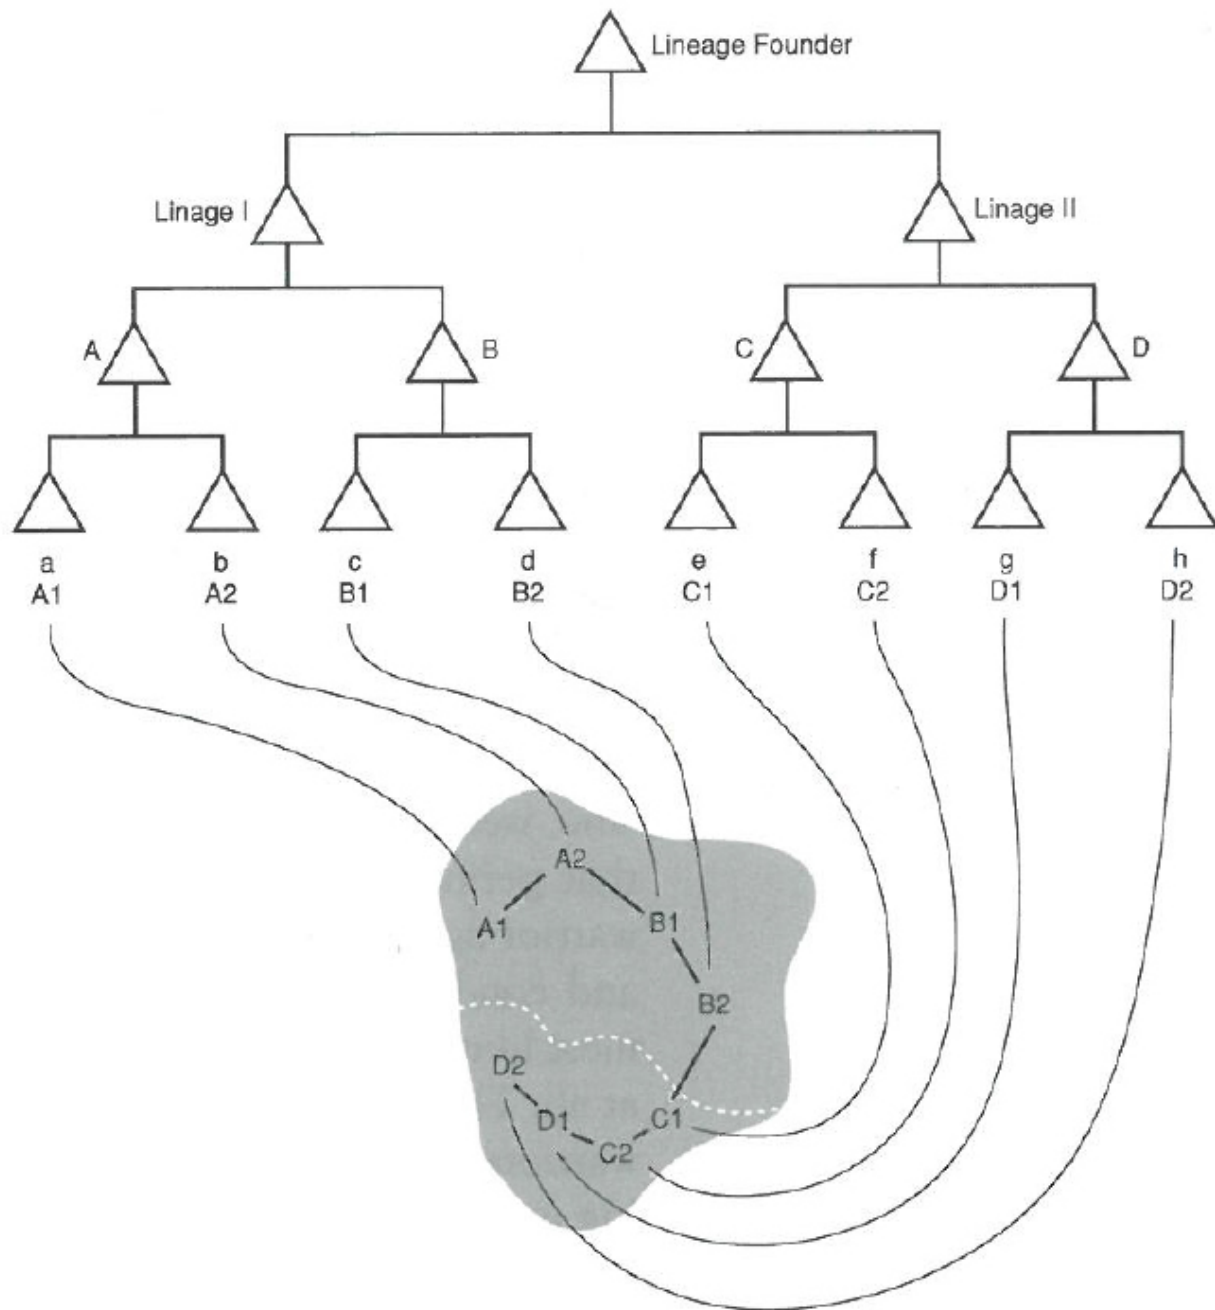 Lineage Founder
Linage I
Linage II
A
B
C
D
a b c d e f g h
A1 A2 B1 B2 C1 C2 D1 D2
A2
A1
B1
B2
D2
D1
C1
C2